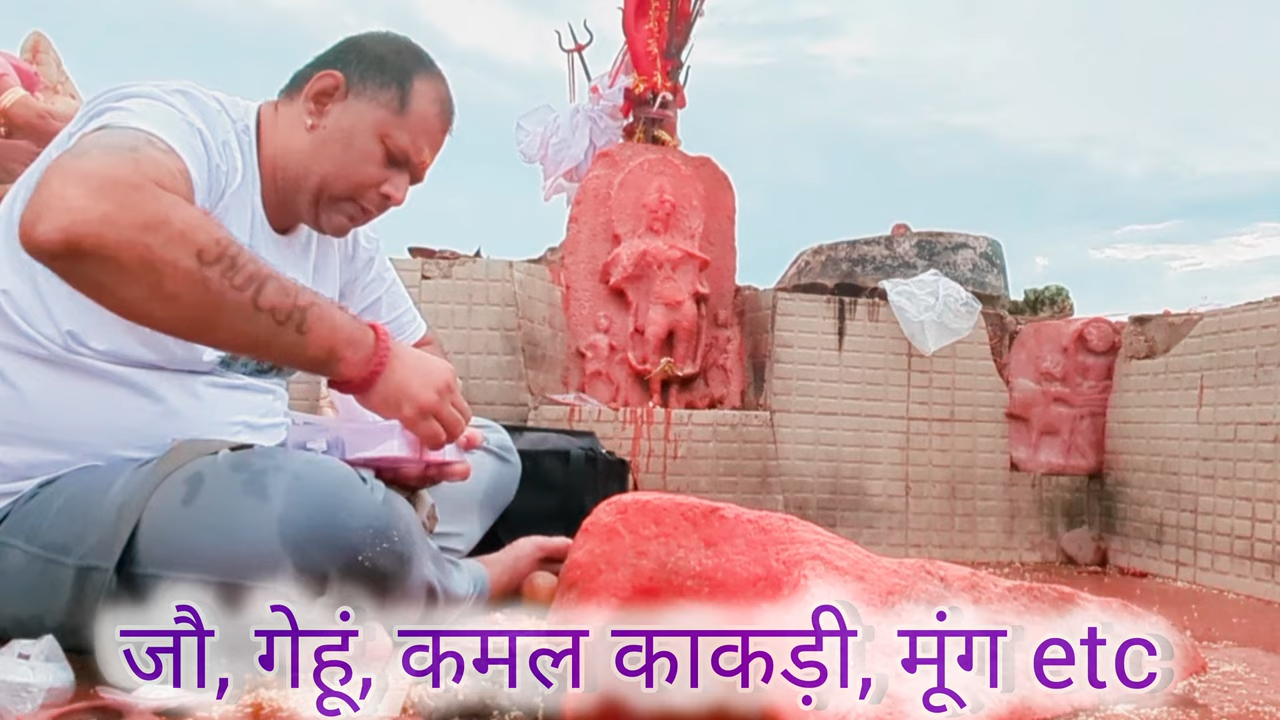 जौ, गेहूं, कमल काकड़ी, मूंग etc